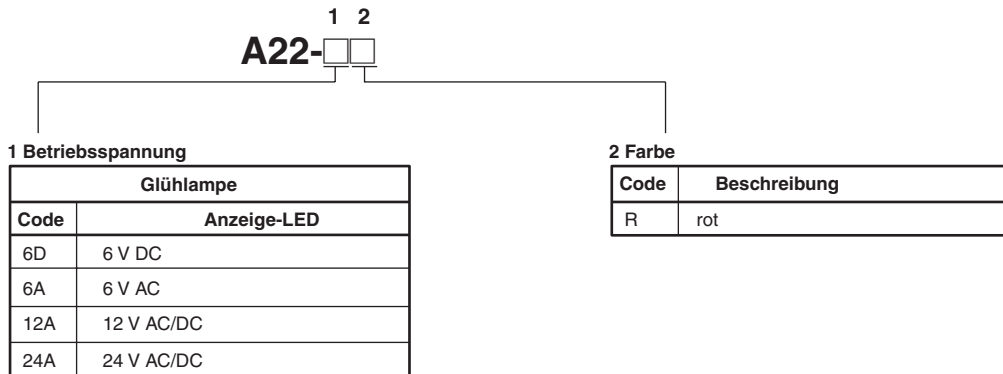 1 2
A22-
1 Betriebsspannung
Glühlampe
Code Anzeige-LED
6D 6 V DC
6A 6 V AC
12A 12 V AC/DC
24A 24 V AC/DC
2 Farbe
Code Beschreibung
R rot